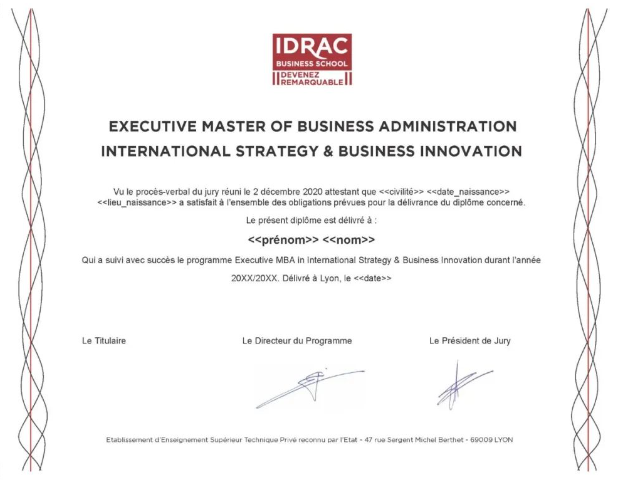 IDRAC
BUSINESS SCHOOL
DEVENEZ
REMARQUABLE
EXECUTIVE MASTER OF BUSINESS ADMINISTRATION
INTERNATIONAL STRATEGY & BUSINESS INNOVATION
Vu le procès-verbal du jury réuni le 2 décembre 2020 attestant que <<civilité>> <<date_naissance>>
<<lieu_naissance>> a satisfait à l'ensemble des obligations prévues pour la délivrance du diplôme concerné.
Le présent diplôme est délivré à :
<<prénom>> <<nom>>
Qui a suivi avec succès le programme Executive MBA in International Strategy & Business Innovation durant l'année
20XX/20XX. Délivré à Lyon, le <<date>>
Le Titulaire Le Directeur du Programme Le Président de Jury
Etablissement d'Enseignement Supérieur Technique Privé reconnu par l'Etat - 47 rue Sergent Michel Berthet - 69009 LYON